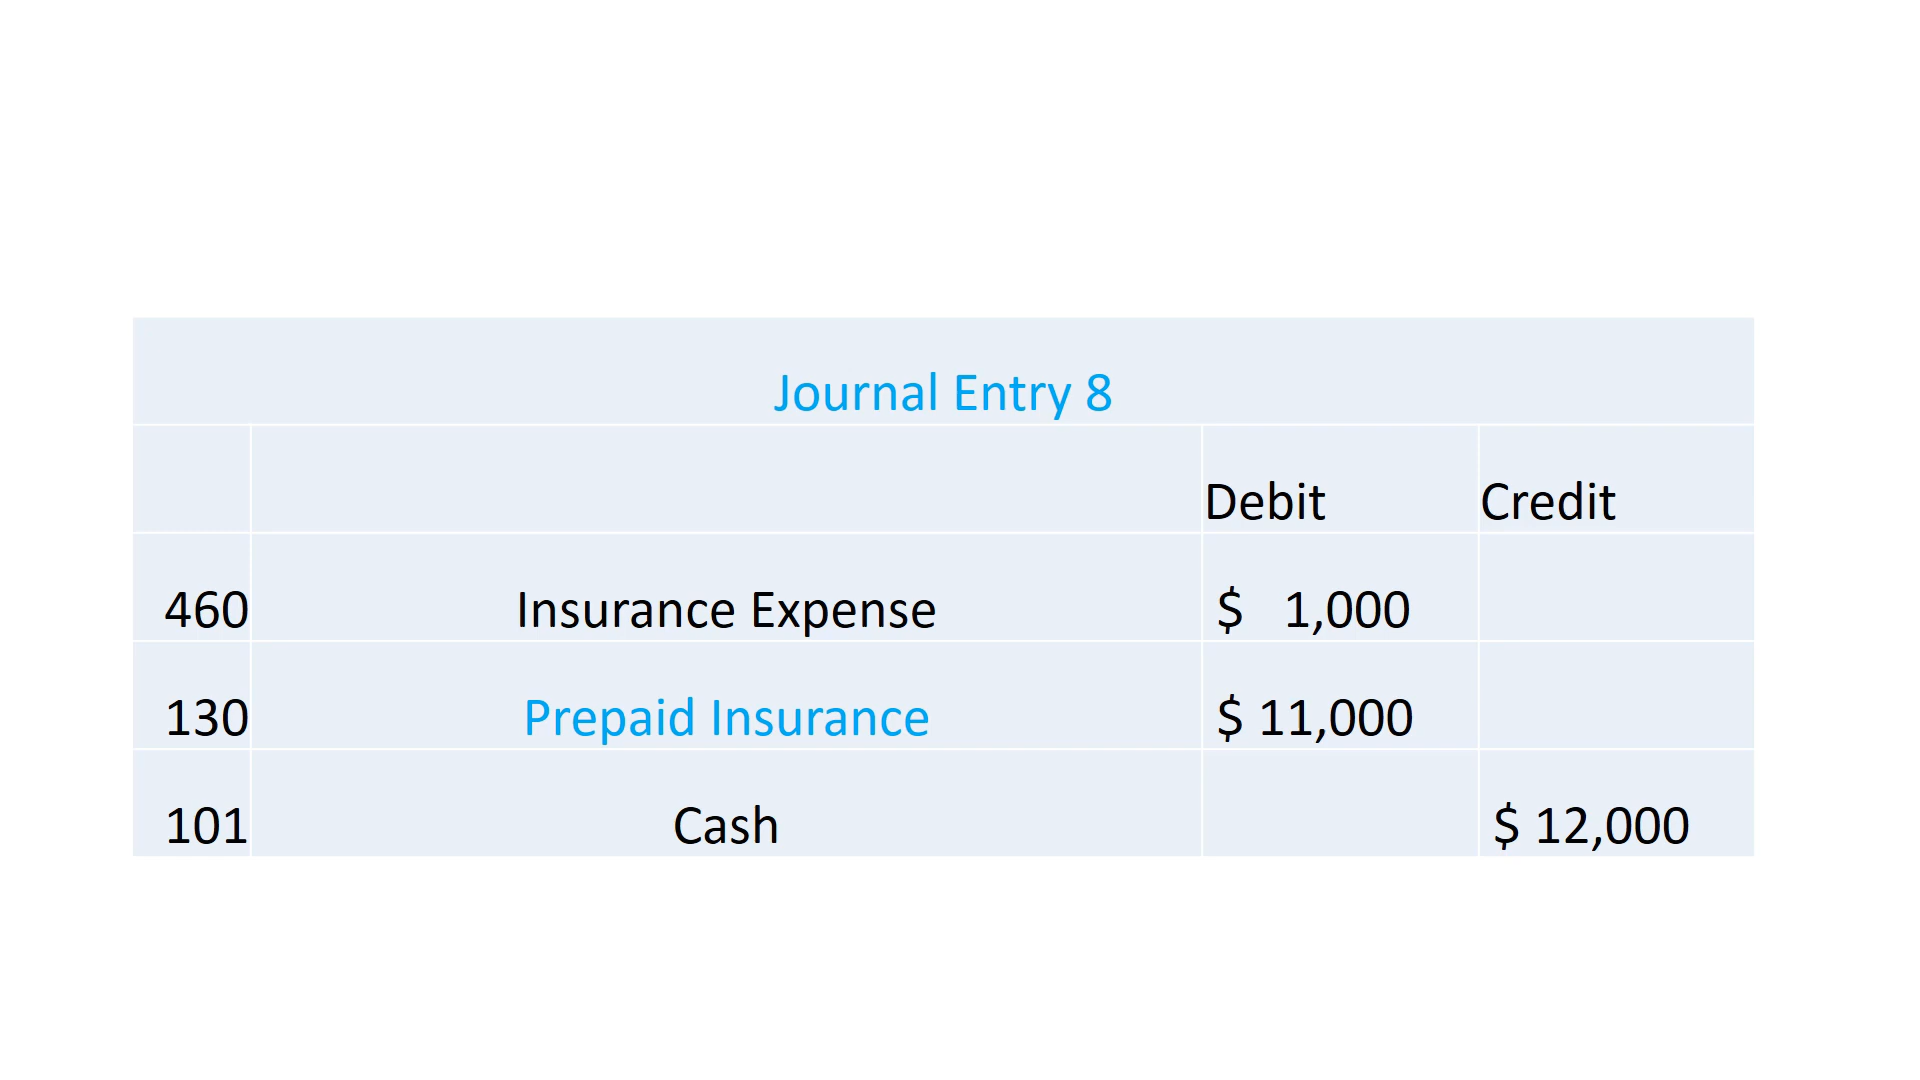 Journal Entry 8
Debit Credit
460 Insurance Expense $ 1,000
130 Prepaid Insurance $ 11,000
101 Cash $ 12,000